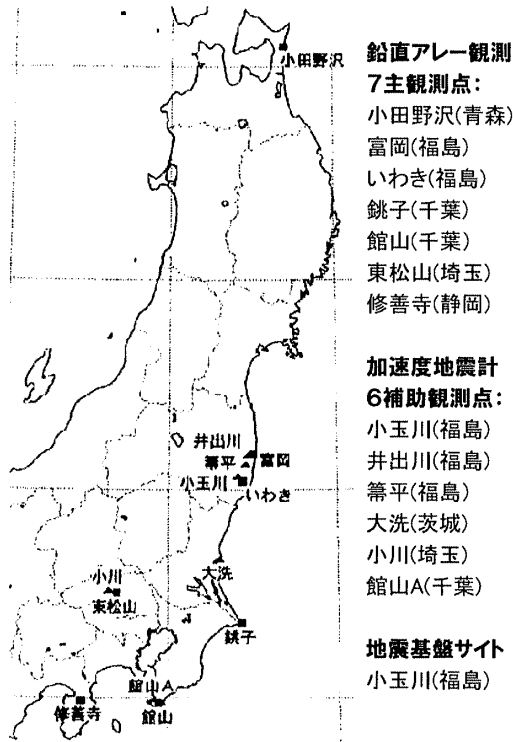 小田野沢
井出川
箒平 富岡
小玉川
いわき
大洗
小川
東松山
銚子
館山A
修善寺 館山
鉛直アレー観測
7主観測点:
小田野沢(青森)
富岡(福島)
いわき(福島)
銚子(千葉)
館山(千葉)
東松山(埼玉)
修善寺(静岡)
加速度地震計
6補助観測点:
小玉川(福島)
井出川(福島)
箒平(福島)
大洗(茨城)
小川(埼玉)
館山A(千葉)
地震基盤サイト
小玉川(福島)